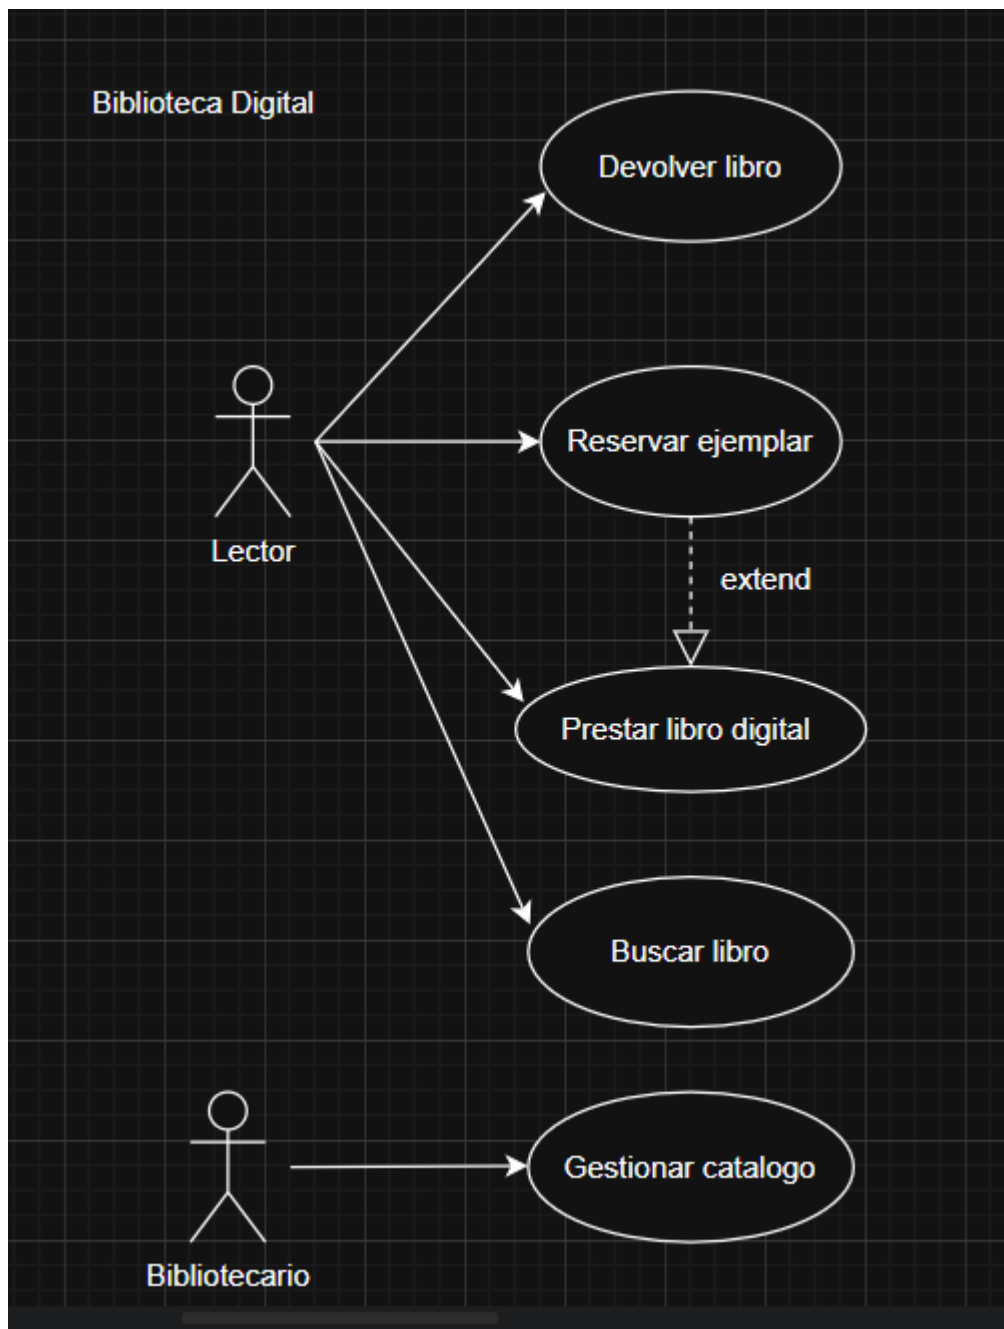 Biblioteca Digital
Devolver libro
Reservar ejemplar
Lector
extend
Prestar libro digital
Buscar libro
Gestionar catalogo
Bibliotecario